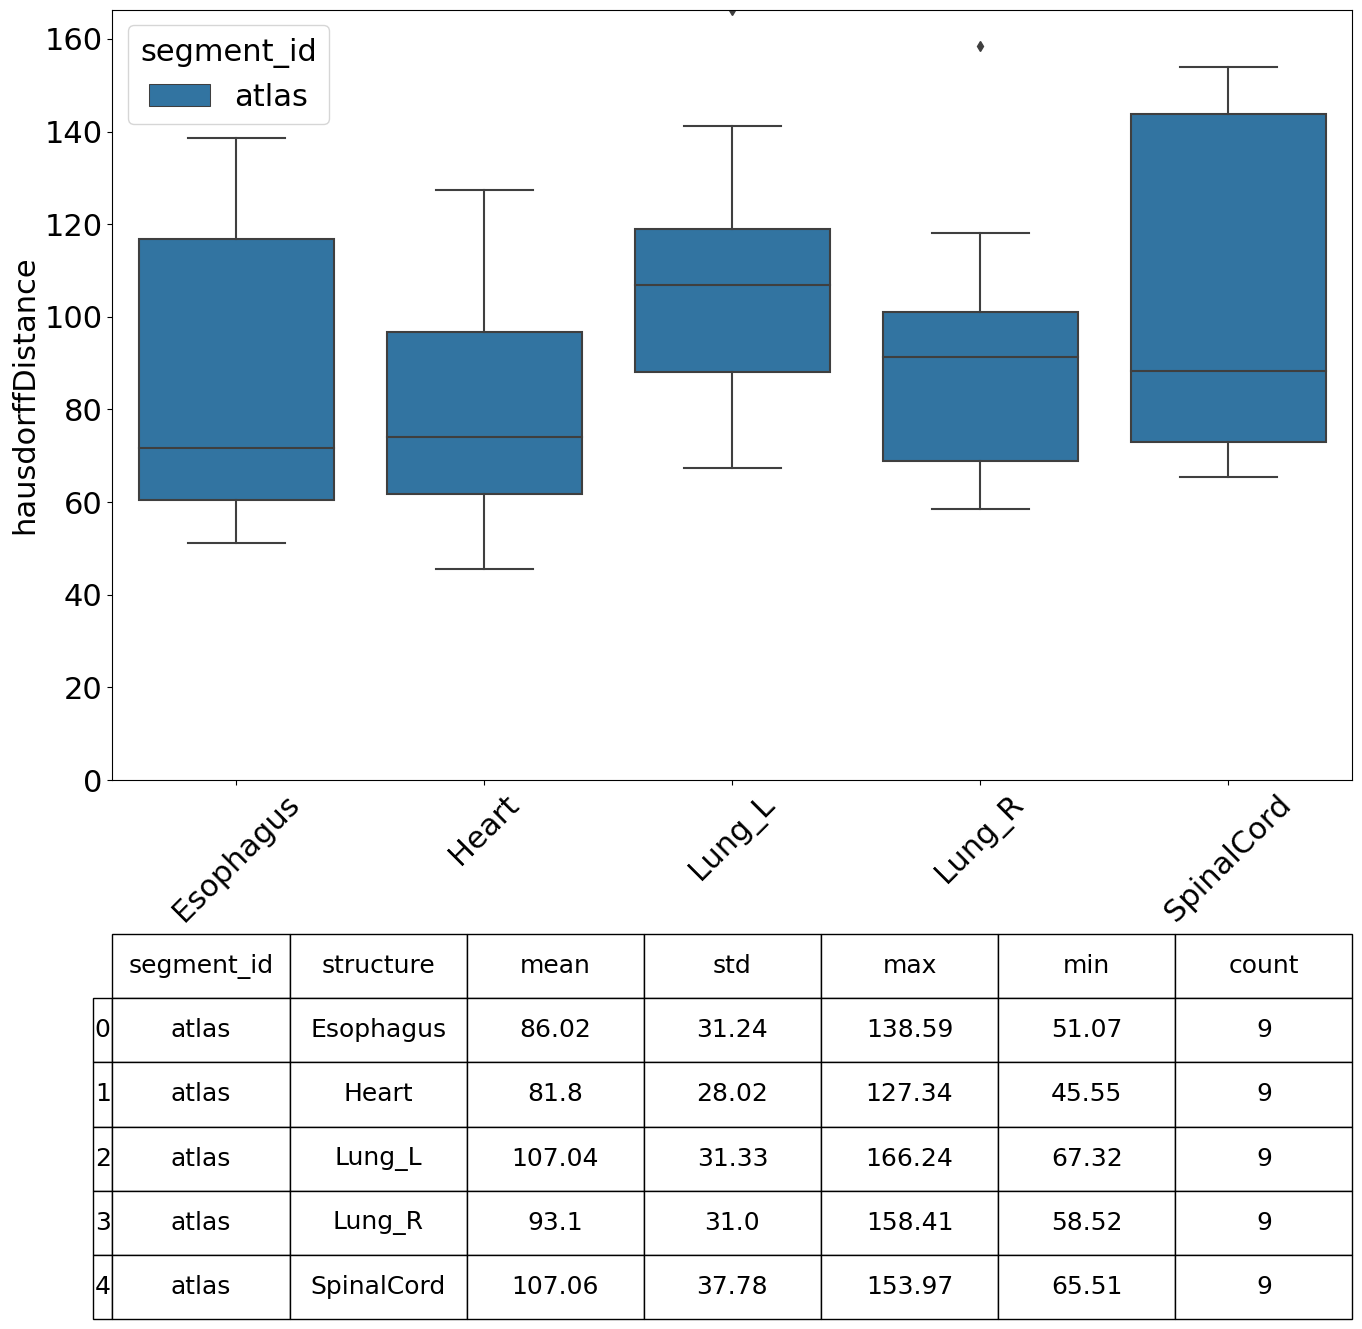 segment_id
atlas
160
140
120
100
80
60
40
20
0
hausdorffDistance
Esophagus
Heart
Lung_L
Lung_R
SpinalCord
segment_id structure mean std max min count
0 atlas Esophagus 86.02 31.24 138.59 51.07 9
1 atlas Heart 81.8 28.02 127.34 45.55 9
2 atlas Lung_L 107.04 31.33 166.24 67.32 9
3 atlas Lung_R 93.1 31.0 158.41 58.52 9
4 atlas SpinalCord 107.06 37.78 153.97 65.51 9